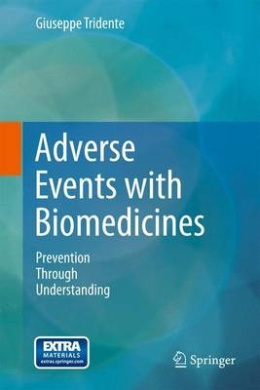 Giuseppe Tridente
Adverse
Events with
Biomedicines
Prevention
Through
Understanding
EXTRA
MATERIALS
extras.springer.com
Springer